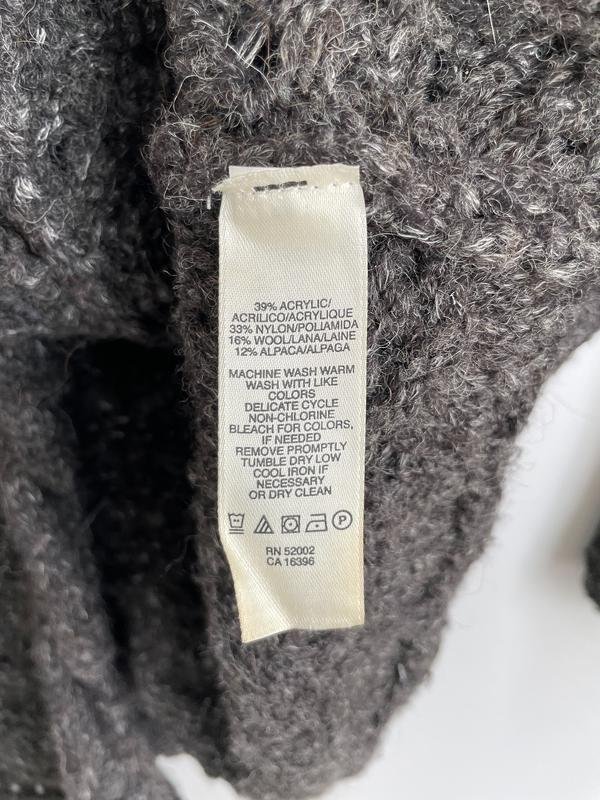 39% ACRYLIC/
ACRILICO/ACRYLIQUE
33% NYLON/POLIAMIDA
16% WOOL/LANA/LAINE
12% ALPACA/ALPAGA
MACHINE WASH WARM
WASH WITH LIKE
COLORS
DELICATE CYCLE
NON-CHLORINE
BLEACH FOR COLORS,
IF NEEDED
REMOVE PROMPTLY
TUMBLE DRY LOW
COOL IRON IF
NECESSARY
OR DRY CLEAN
P
RN 52002
CA 16396